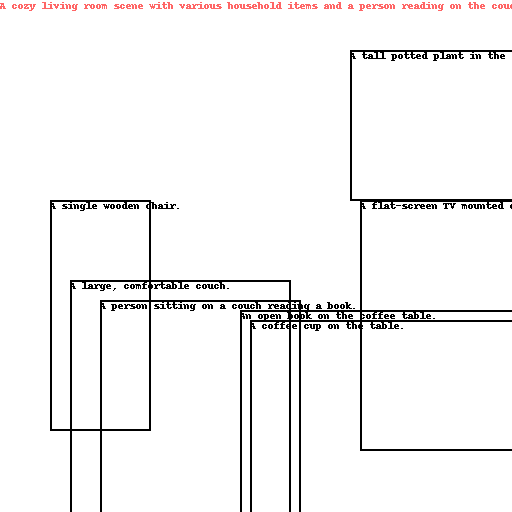 A cozy living room scene with various household items and a person reading on the couc
A tall potted plant in the
A single wooden chair.
A flat-screen TV mounted
A large, comfortable couch.
A person sitting on a couch reading a book.
An open book on the coffee table.
A coffee cup on the table.